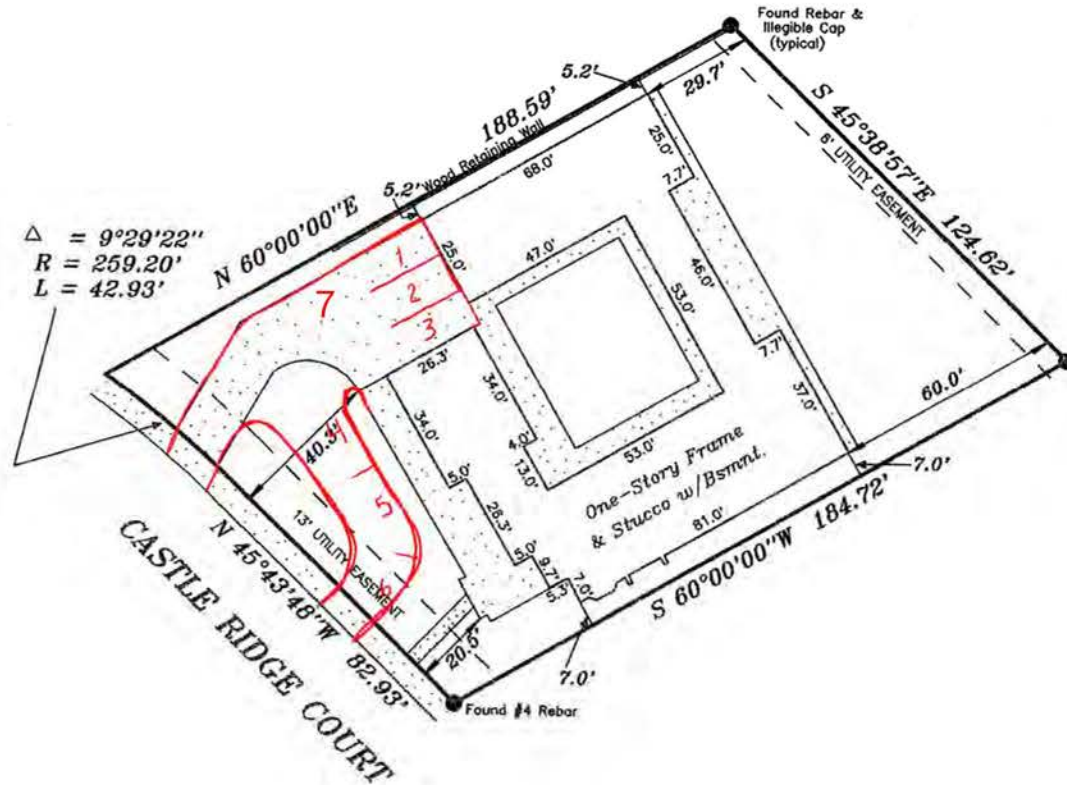 Found Rebar &
Illegible Cap
(typical)
5.2'
29.7'
188.59'
Wood Retaining Wall
68.0'
5.2'
N 60°00'00"E
25.0'
7.7'
S 45°38'57"E 124.62'
8' UTILITY EASEMENT
Δ = 9°29'22"
R = 259.20'
L = 42.93'
1
2
3
7
25.0'
47.0'
53.0'
46.0'
7.7'
37.0'
60.0'
26.3'
34.0'
4.0'
13.0'
53.0'
34.0'
40.3'
5.0'
5
6
26.3'
5.0'
9.7'
7.0'
One-Story Frame
& Stucco w/Bsmnt.
81.0'
7.0'
S 60°00'00"W 184.72'
13' UTILITY EASEMENT
N 45°43'48"W 82.93'
20.5'
7.0'
Found #4 Rebar
CASTLE RIDGE COURT